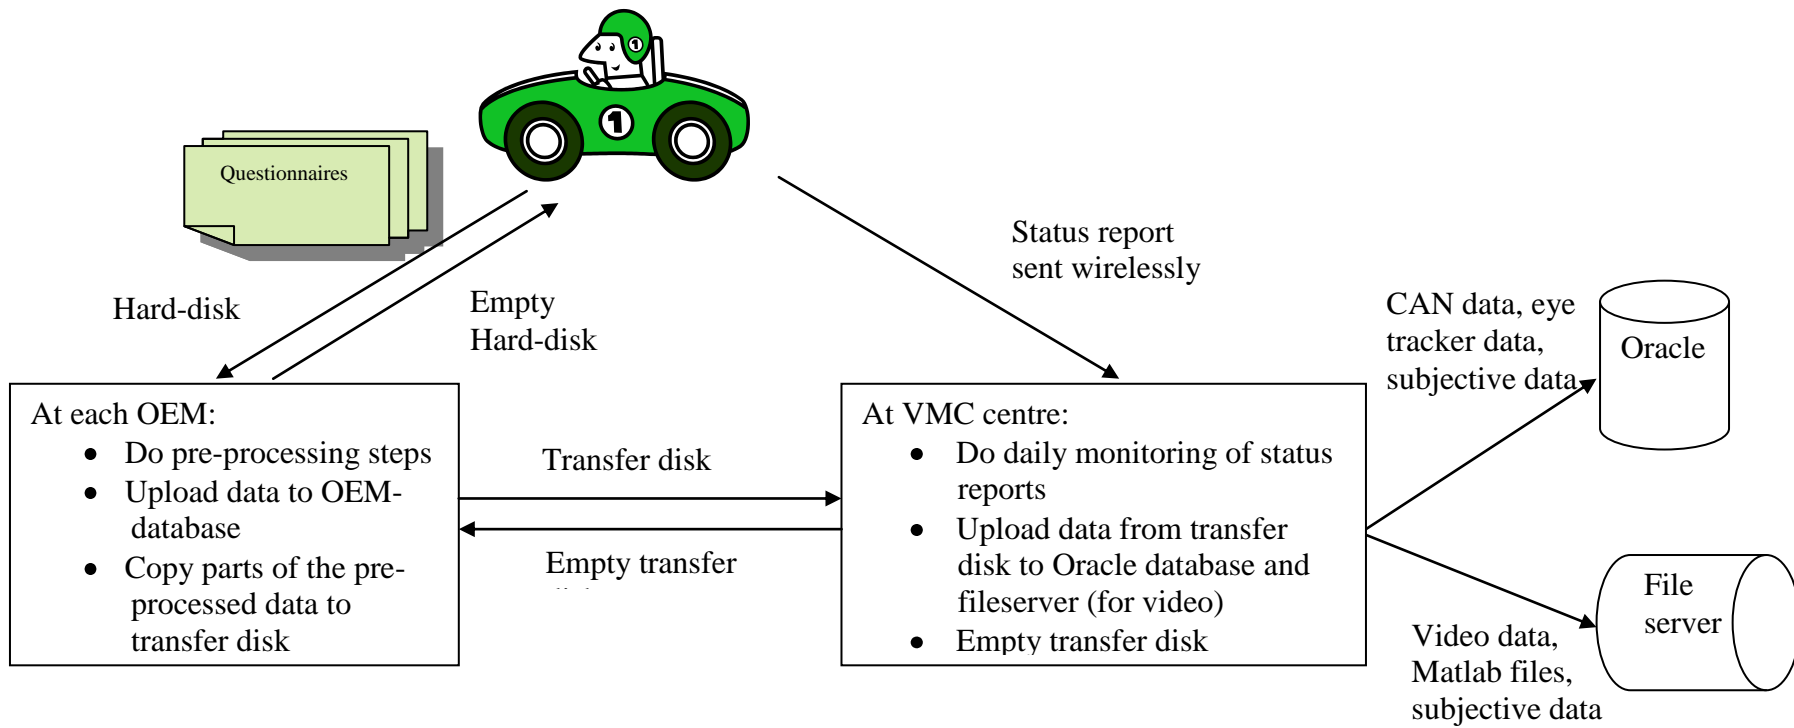 1
1
Questionnaires
Hard-disk
Empty
Hard-disk
Status report
sent wirelessly
CAN data, eye
tracker data,
subjective data
Oracle
At each OEM:
• Do pre-processing steps
• Upload data to OEM-
database
• Copy parts of the pre-
processed data to
transfer disk
Transfer disk
Empty transfer
At VMC centre:
• Do daily monitoring of status
reports
• Upload data from transfer
disk to Oracle database and
fileserver (for video)
• Empty transfer disk
File
server
Video data,
Matlab files,
subjective data